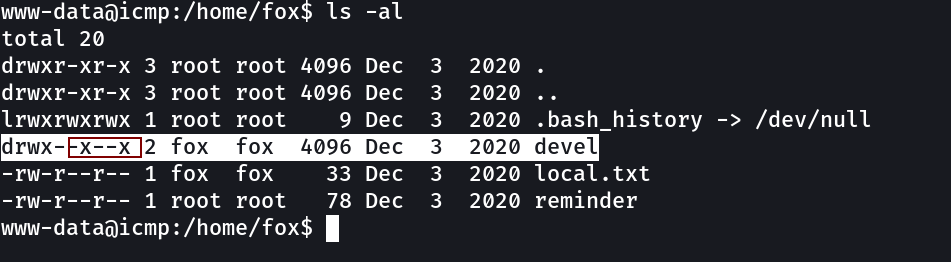 www-data@icmp:/home/fox$ ls -al
total 20
drwxr-xr-x 3 root root 4096 Dec  3  2020 .
drwxr-xr-x 3 root root 4096 Dec  3  2020 ..
lrwxrwxrwx 1 root root    9 Dec  3  2020 .bash_history -> /dev/null
drwx--x--x 2 fox  fox  4096 Dec  3  2020 devel
-rw-r--r-- 1 fox  fox    33 Dec  3  2020 local.txt
-rw-r--r-- 1 root root   78 Dec  3  2020 reminder
www-data@icmp:/home/fox$